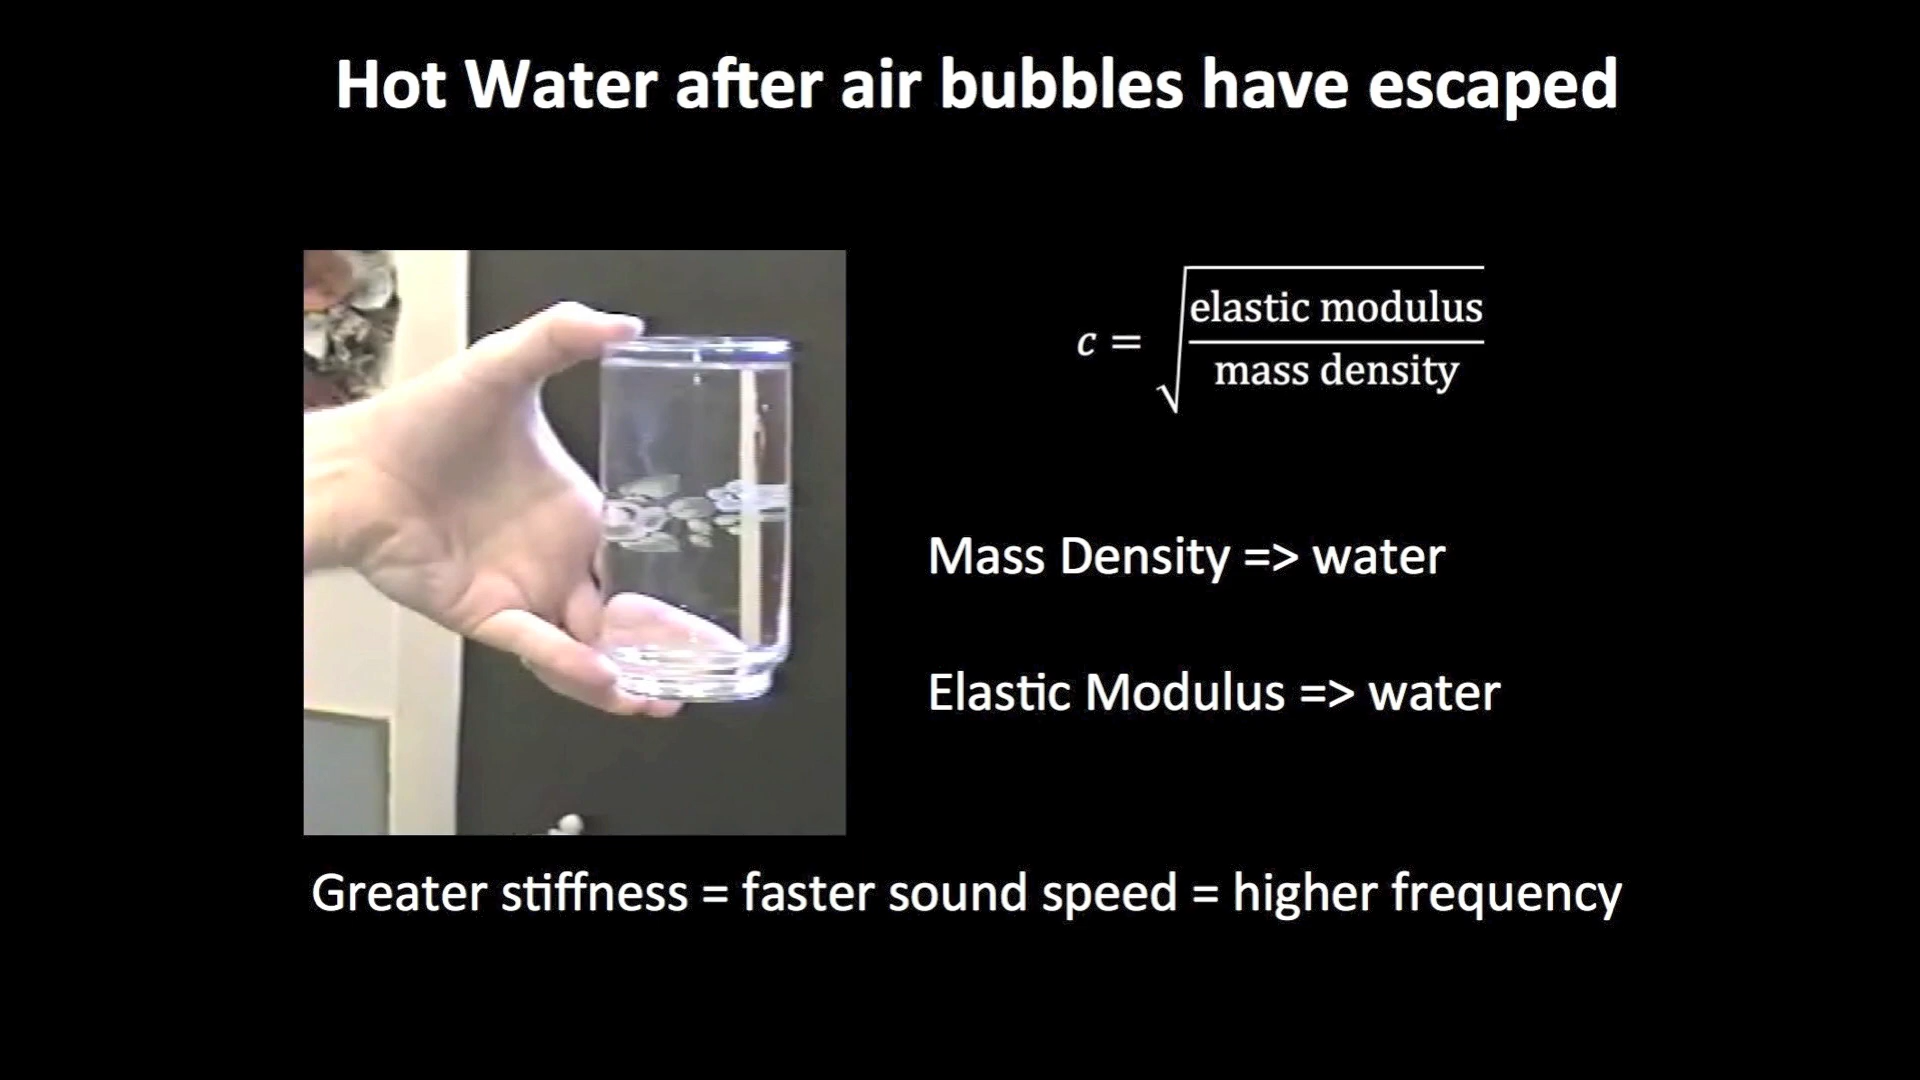 Hot Water after air bubbles have escaped
c = √(elastic modulus / mass density)
Mass Density => water
Elastic Modulus => water
Greater stiffness = faster sound speed = higher frequency